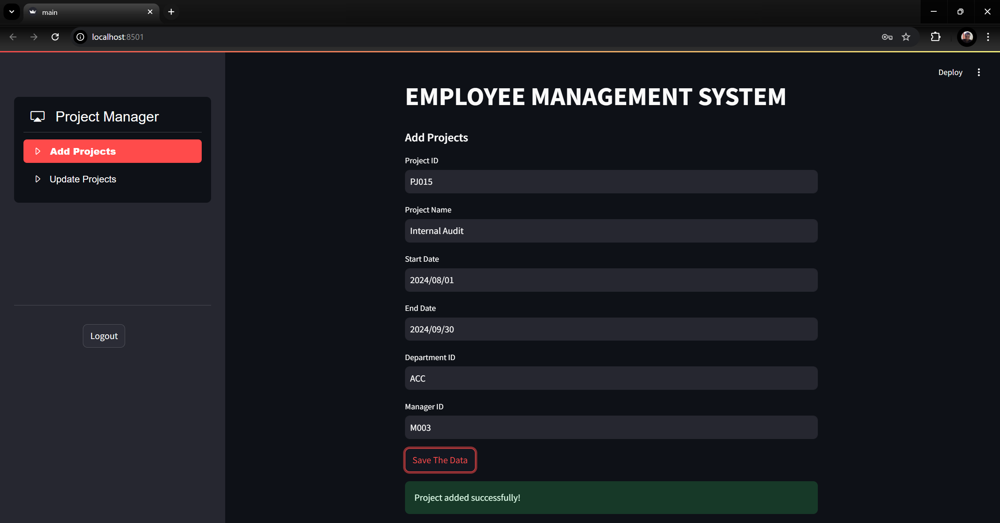 main
localhost:8501
Deploy
EMPLOYEE MANAGEMENT SYSTEM
Project Manager
Add Projects
Update Projects
Logout
Add Projects
Project ID
PJ015
Project Name
Internal Audit
Start Date
2024/08/01
End Date
2024/09/30
Department ID
ACC
Manager ID
M003
Save The Data
Project added successfully!